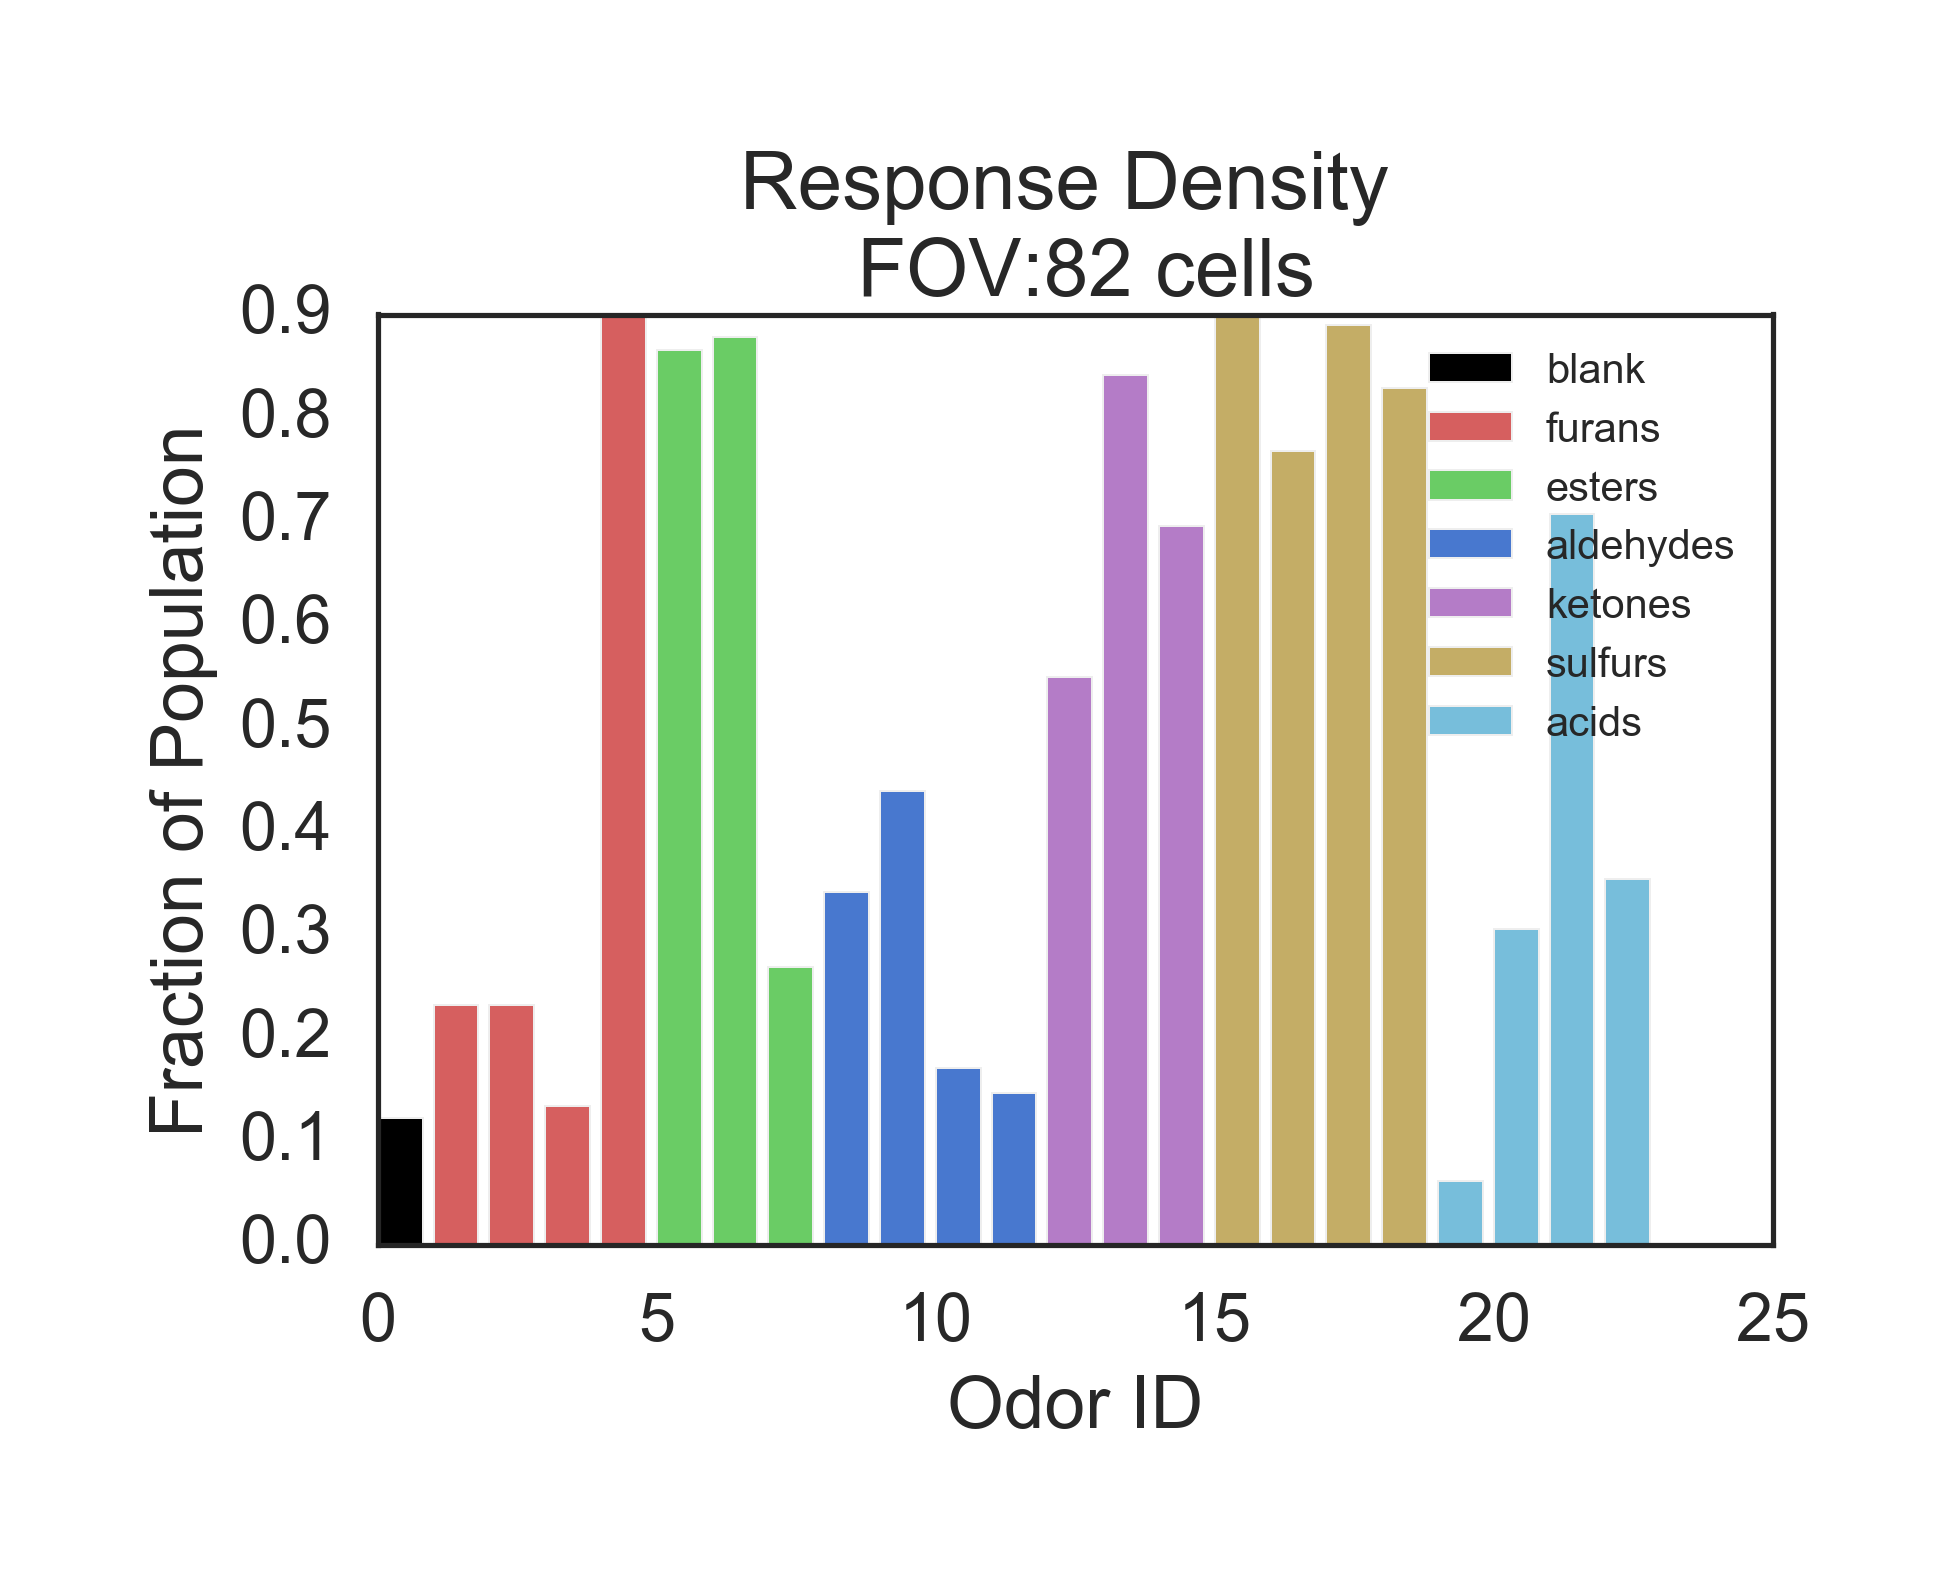 Response Density
FOV:82 cells
0.9
0.8
0.7
0.6
0.5
0.4
0.3
0.2
0.1
0.0
Fraction of Population
blank
furans
esters
aldehydes
ketones
sulfurs
acids
0 5 10 15 20 25
Odor ID